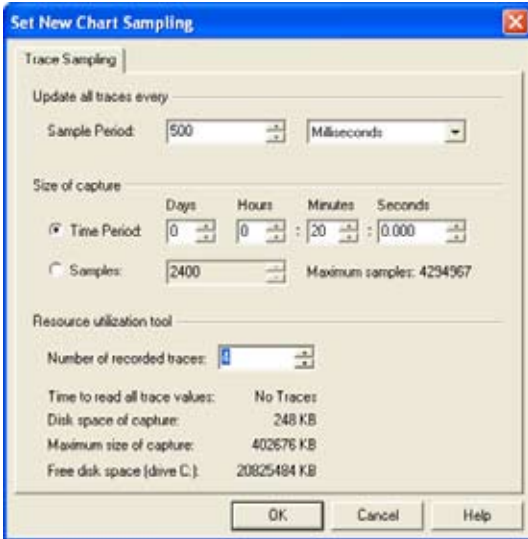 Set New Chart Sampling
Trace Sampling
Update all traces every
Sample Period: 500 Milliseconds
Size of capture
Days Hours Minutes Seconds
Time Period: 0 0 : 20 : 0.000
Samples: 2400 Maximum samples: 4294967
Resource utilization tool
Number of recorded traces: 4
Time to read all trace values: No Traces
Disk space of capture: 248 KB
Maximum size of capture: 402676 KB
Free disk space (drive C:): 20825484 KB
OK Cancel Help